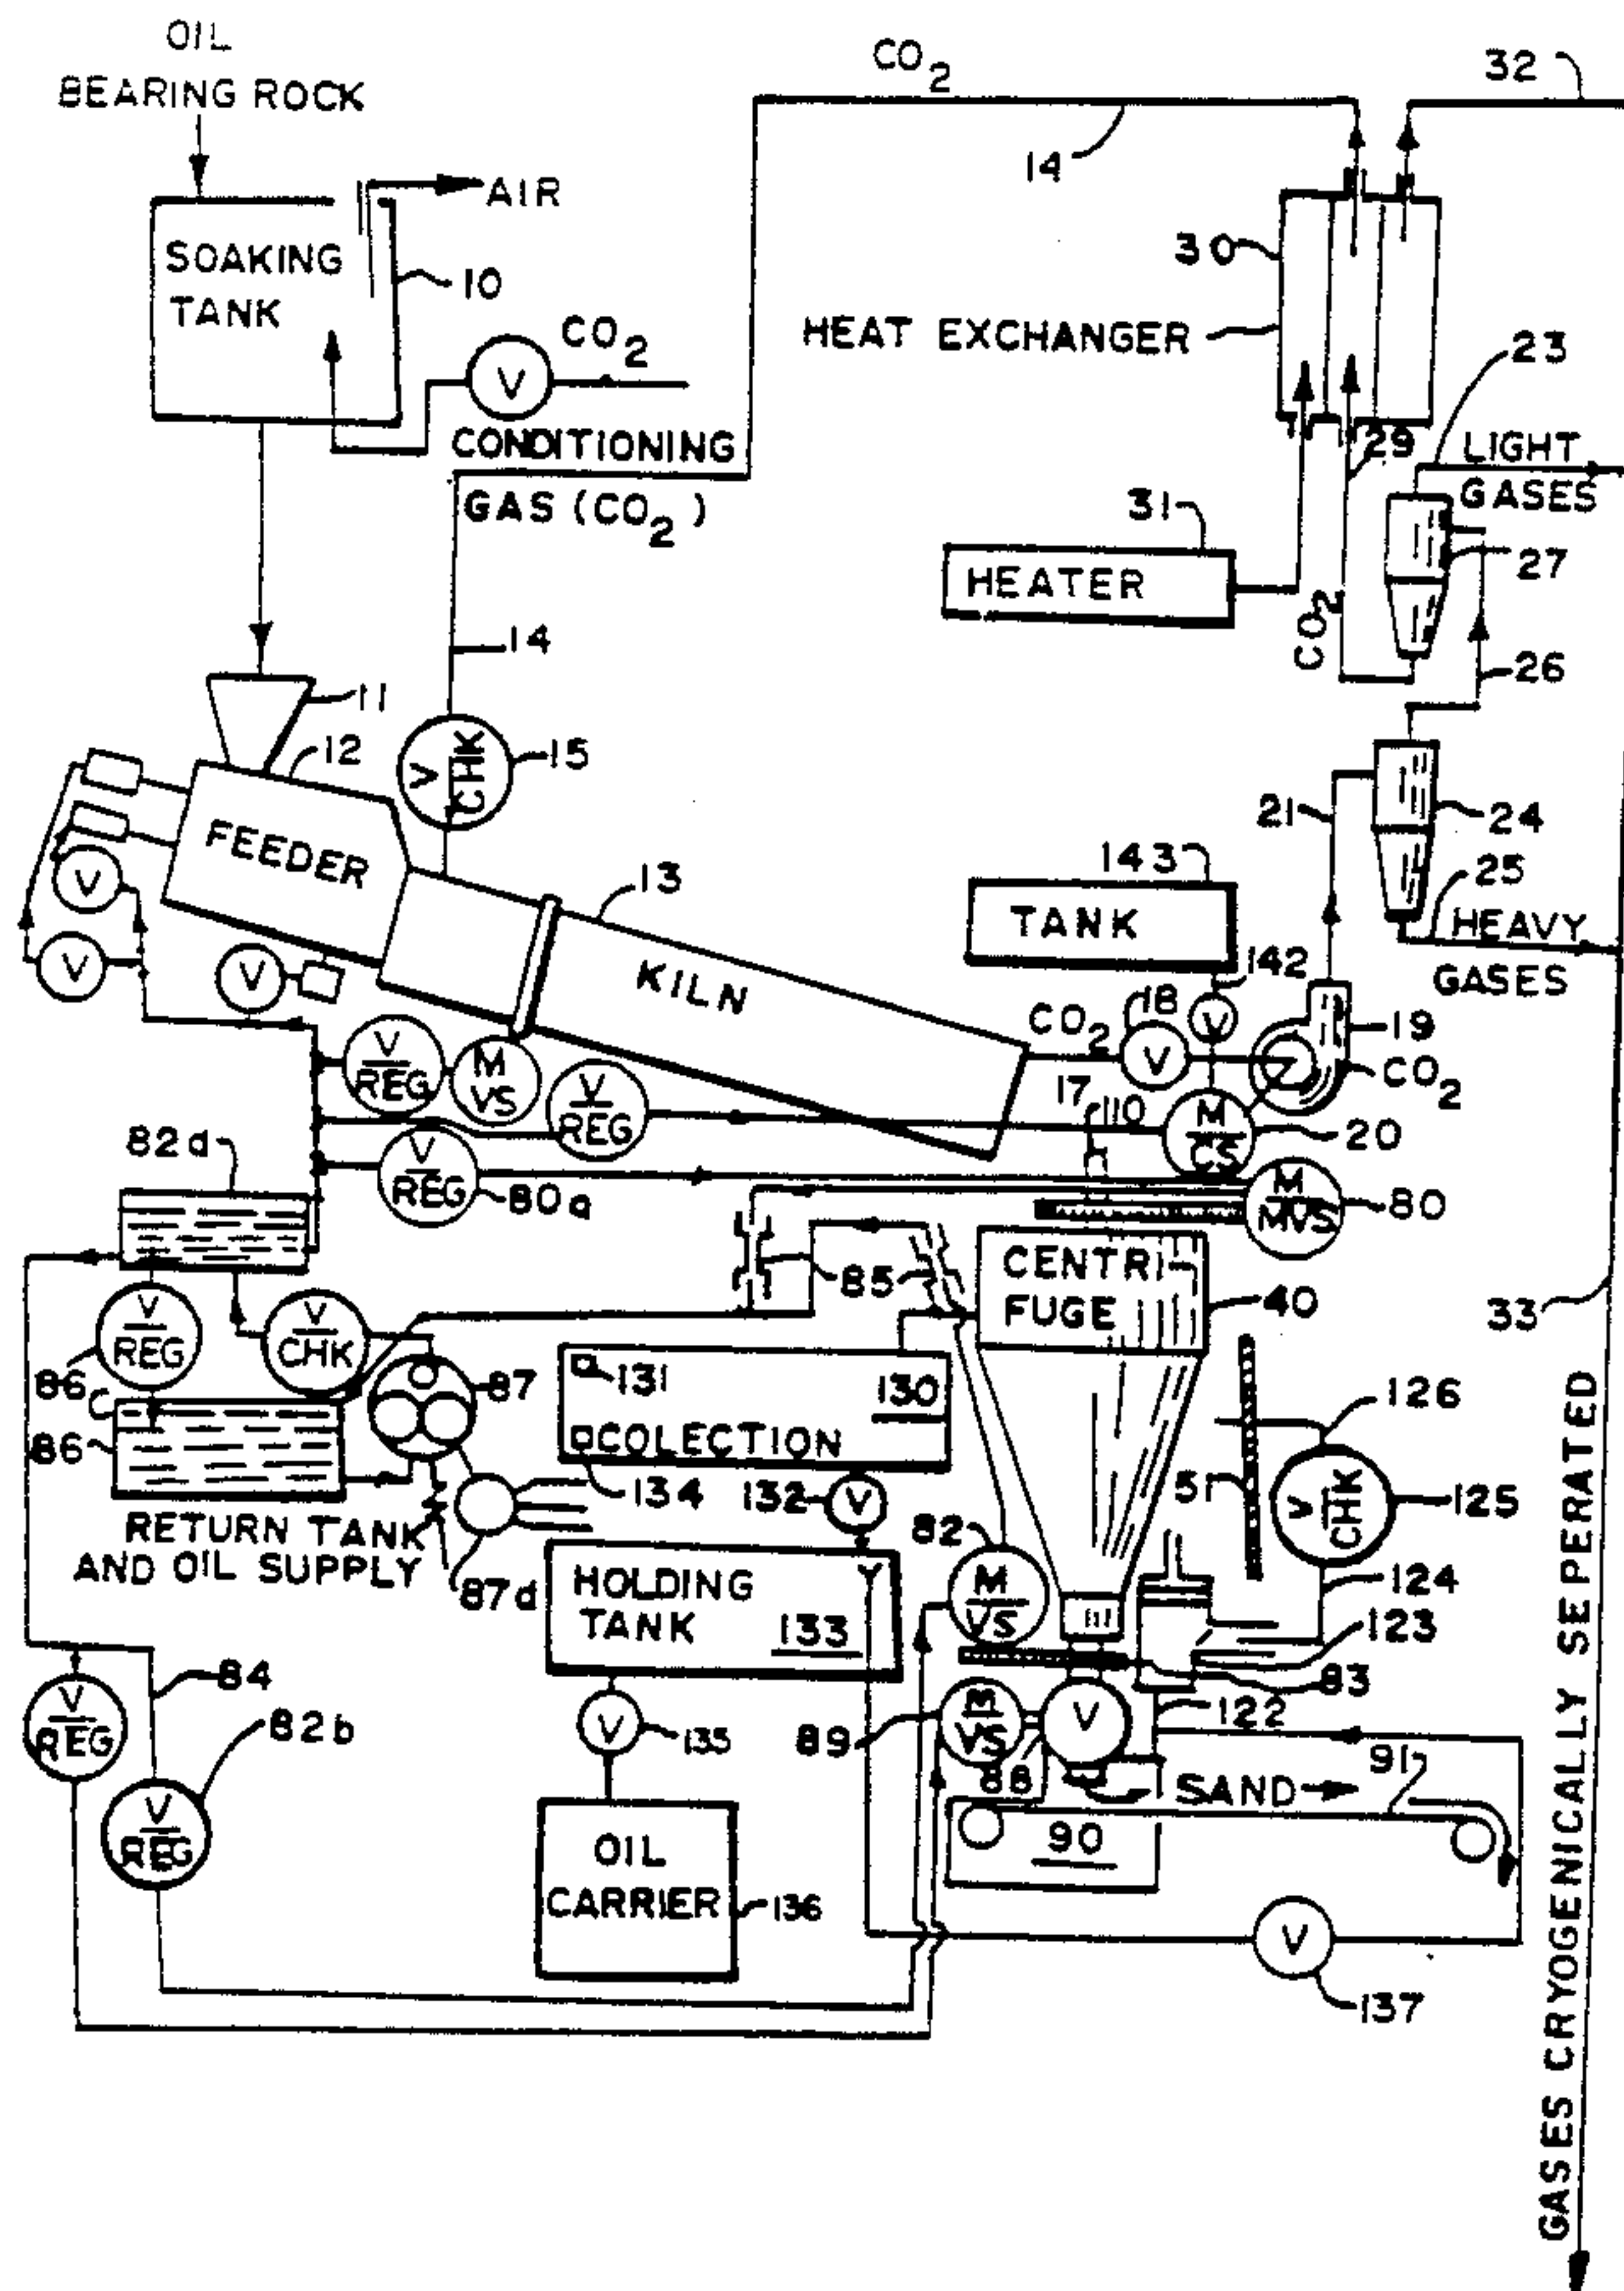 OIL
BEARING ROCK
CO2
32
14
AIR
SOAKING
TANK
10
30
CO2
V
HEAT EXCHANGER
23
CONDITIONING
GAS (CO2)
29
LIGHT
GASES
31
HEATER
27
CO2
14
26
11
12
V
CHK
15
21
24
FEEDER
143
25
13
TANK
HEAVY
GASES
V
V
V
KILN
142
18
CO2
V
V
19
CO2
V
REG
M
VS
V
REG
17
110
M
CS
20
82d
V
REG
80a
M
MVS
80
85
CENTRI
FUGE
40
33
V
REG
V
CHK
86
C
87
131
130
126
86
COLECTION
51
V
CHK
125
134
132
V
RETURN TANK
AND OIL SUPPLY
87d
82
M
VS
124
HOLDING
TANK
133
123
83
84
V
REG
V
135
89
M
VS
V
122
82b
88
SAND
91
V
REG
OIL
CARRIER
136
90
V
137
GASES CRYOGENICALLY SEPERATED